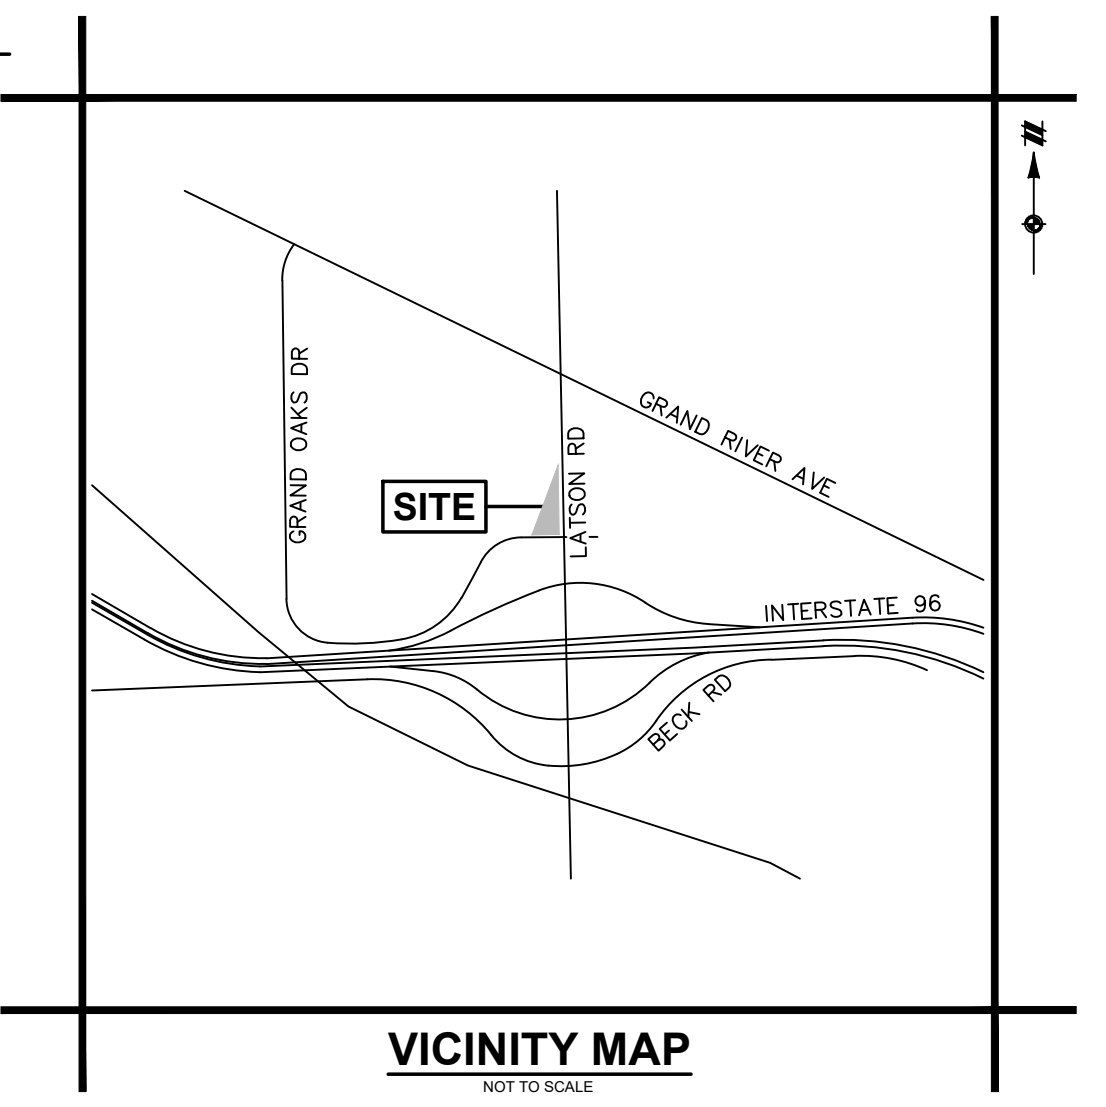 N
GRAND OAKS DR
GRAND RIVER AVE
LATSON RD
SITE
INTERSTATE 96
BECK RD
VICINITY MAP
NOT TO SCALE